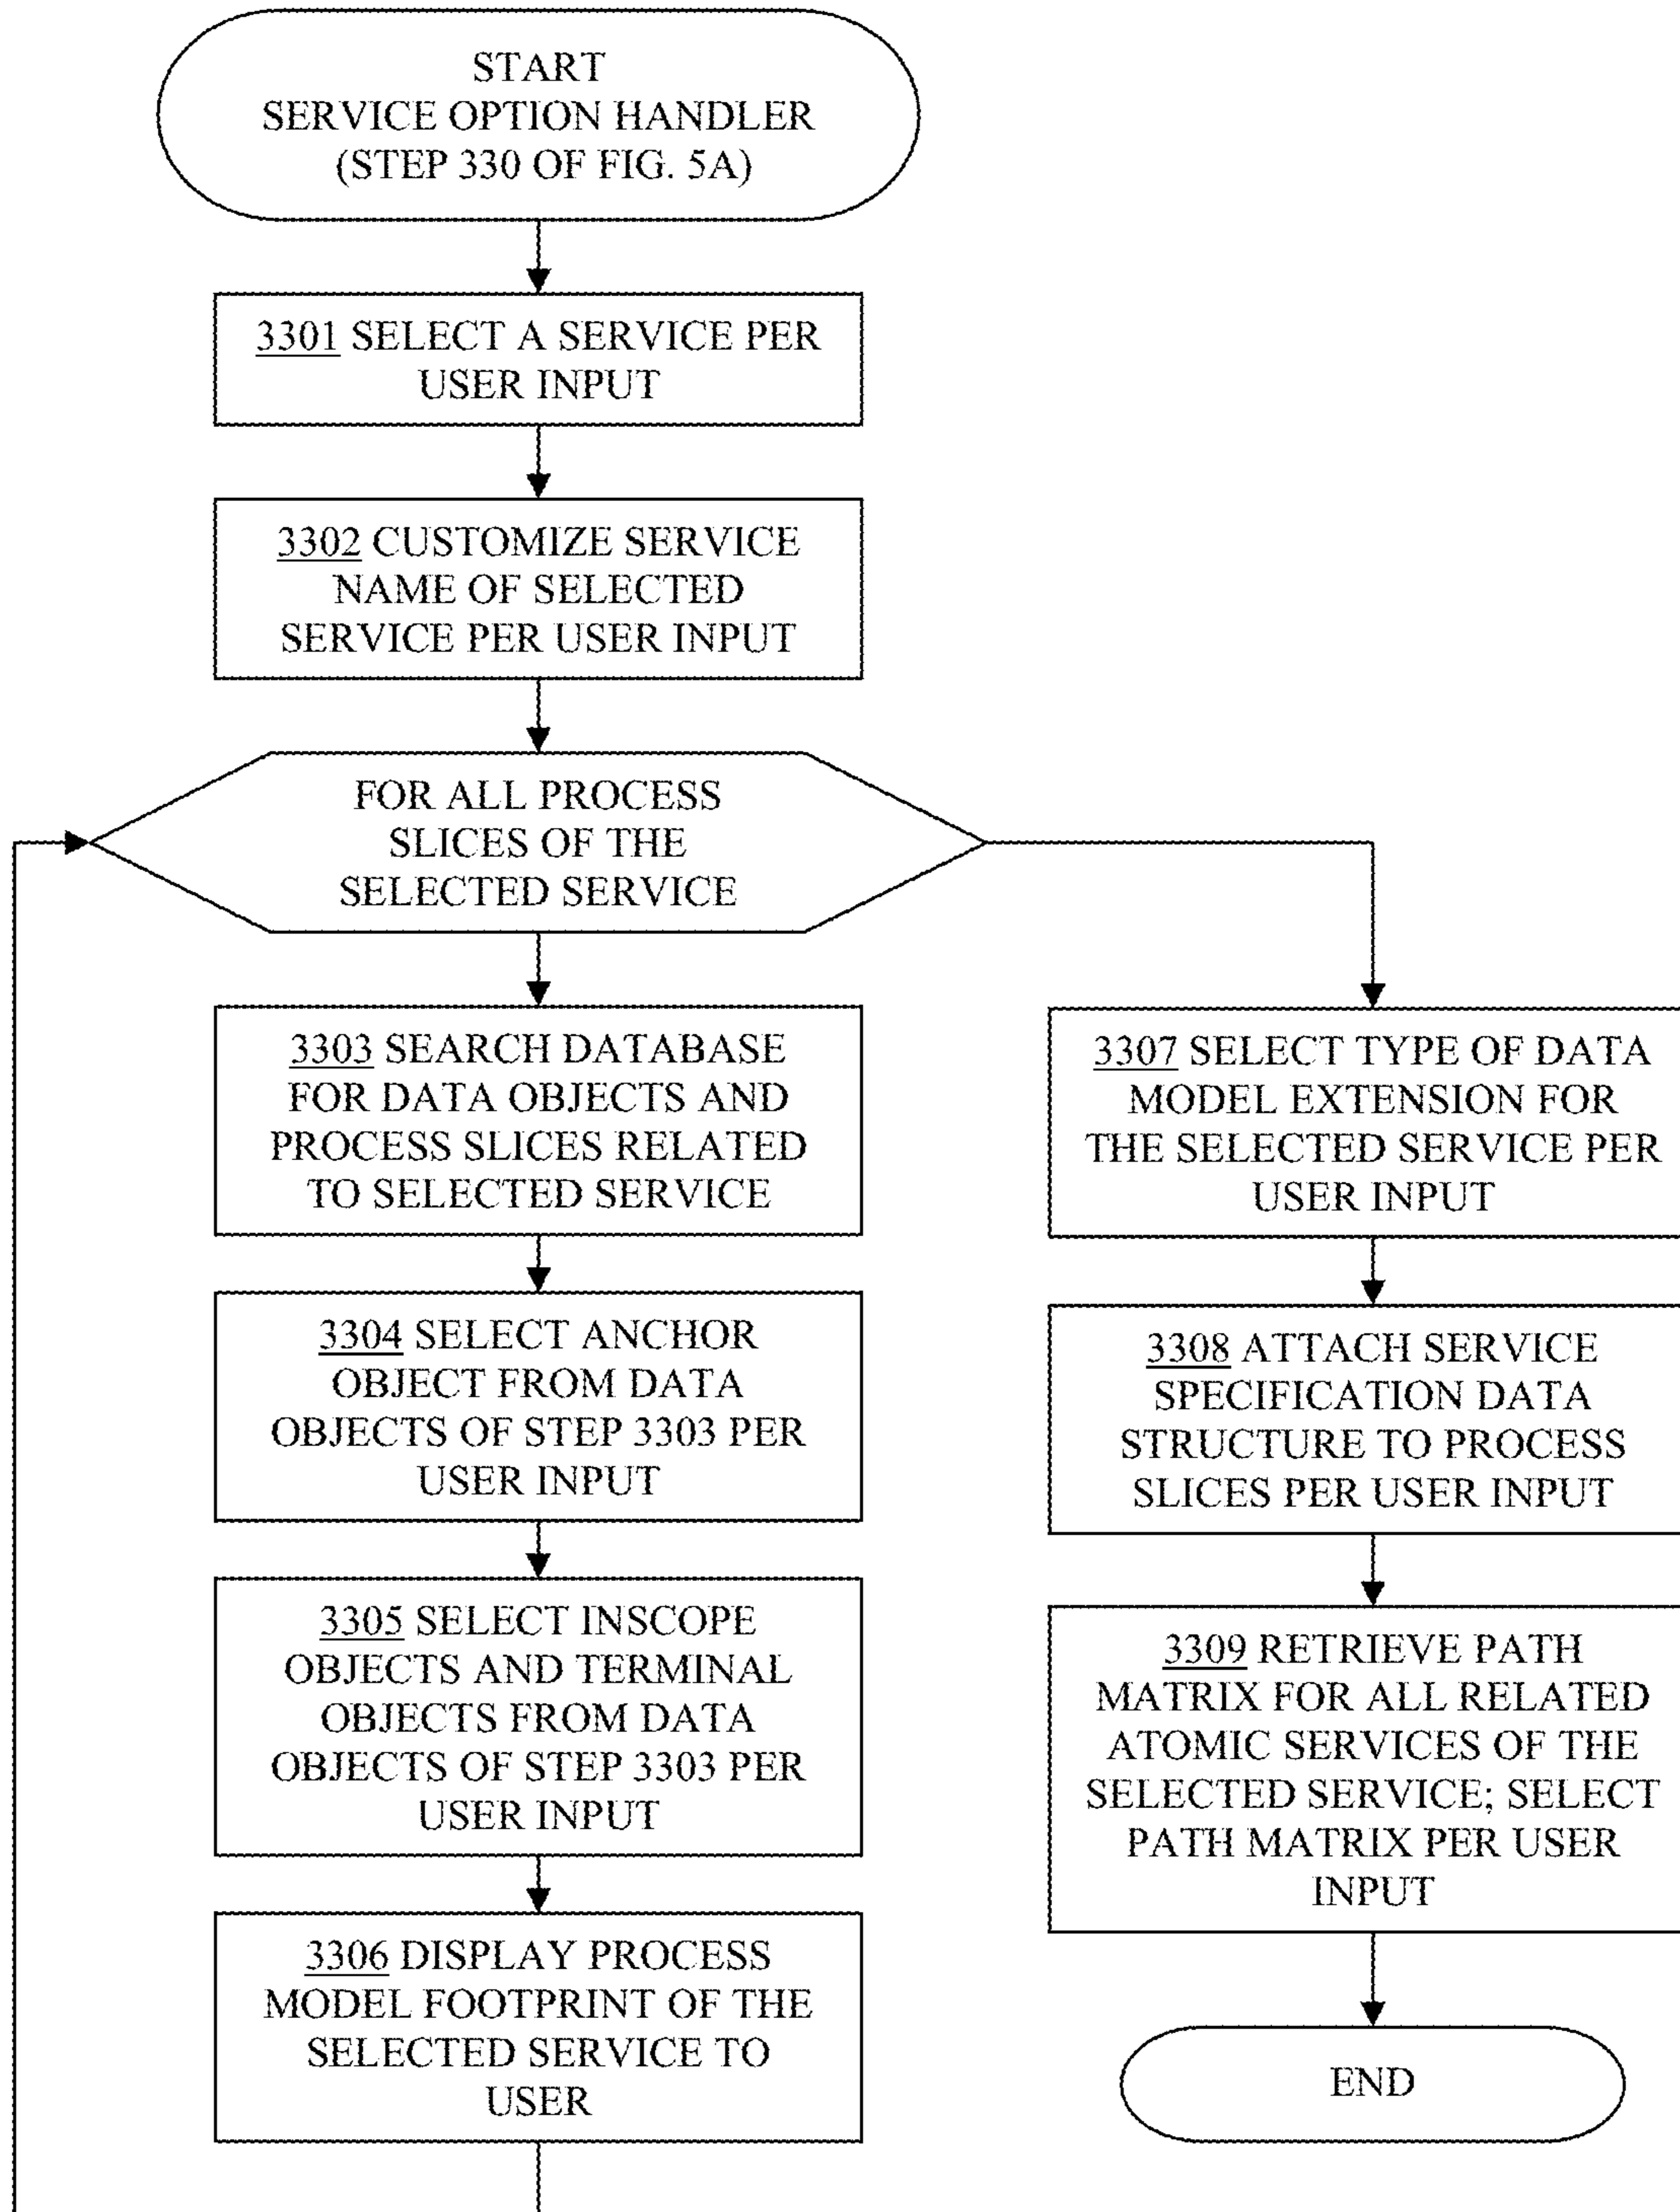 START
SERVICE OPTION HANDLER
(STEP 330 OF FIG. 5A)
3301 SELECT A SERVICE PER
USER INPUT
3302 CUSTOMIZE SERVICE
NAME OF SELECTED
SERVICE PER USER INPUT
FOR ALL PROCESS
SLICES OF THE
SELECTED SERVICE
3303 SEARCH DATABASE
FOR DATA OBJECTS AND
PROCESS SLICES RELATED
TO SELECTED SERVICE
3304 SELECT ANCHOR
OBJECT FROM DATA
OBJECTS OF STEP 3303 PER
USER INPUT
3305 SELECT INSCOPE
OBJECTS AND TERMINAL
OBJECTS FROM DATA
OBJECTS OF STEP 3303 PER
USER INPUT
3306 DISPLAY PROCESS
MODEL FOOTPRINT OF THE
SELECTED SERVICE TO
USER
3307 SELECT TYPE OF DATA
MODEL EXTENSION FOR
THE SELECTED SERVICE PER
USER INPUT
3308 ATTACH SERVICE
SPECIFICATION DATA
STRUCTURE TO PROCESS
SLICES PER USER INPUT
3309 RETRIEVE PATH
MATRIX FOR ALL RELATED
ATOMIC SERVICES OF THE
SELECTED SERVICE; SELECT
PATH MATRIX PER USER
INPUT
END